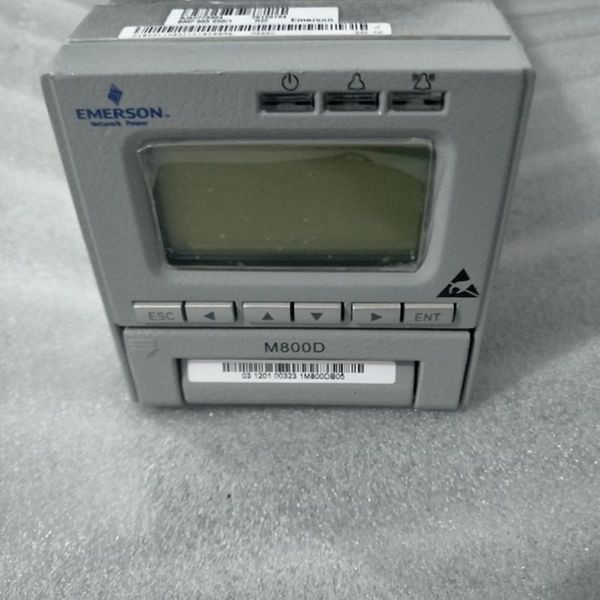 Emerson
EMERSON
Network Power
ESC
ENT
M800D
03 1201 00323 1M800DB05